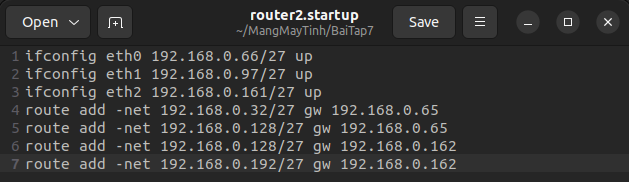 Open
router2.startup
~/MangMayTinh/BaiTap7
Save
1 ifconfig eth0 192.168.0.66/27 up
2 ifconfig eth1 192.168.0.97/27 up
3 ifconfig eth2 192.168.0.161/27 up
4 route add -net 192.168.0.32/27 gw 192.168.0.65
5 route add -net 192.168.0.128/27 gw 192.168.0.65
6 route add -net 192.168.0.128/27 gw 192.168.0.162
7 route add -net 192.168.0.192/27 gw 192.168.0.162